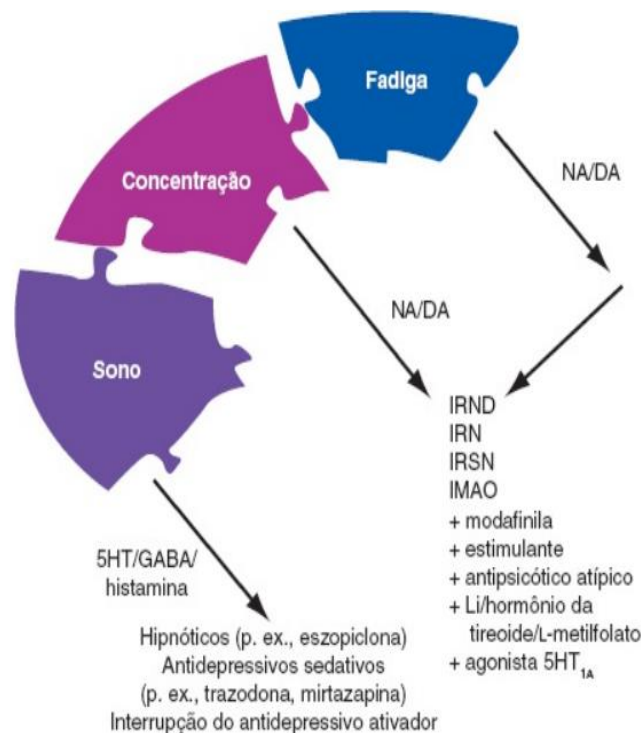 Fadiga
Concentração
Sono
NA/DA
NA/DA
IRND
IRN
IRSN
IMAO
+ modafinila
+ estimulante
+ antipsicótico atípico
+ Li/hormônio da
tireoide/L-metilfolato
+ agonista 5HT1A
5HT/GABA/
histamina
Hipnóticos (p. ex., eszopiclona)
Antidepressivos sedativos
(p. ex., trazodona, mirtazapina)
Interrupção do antidepressivo ativador